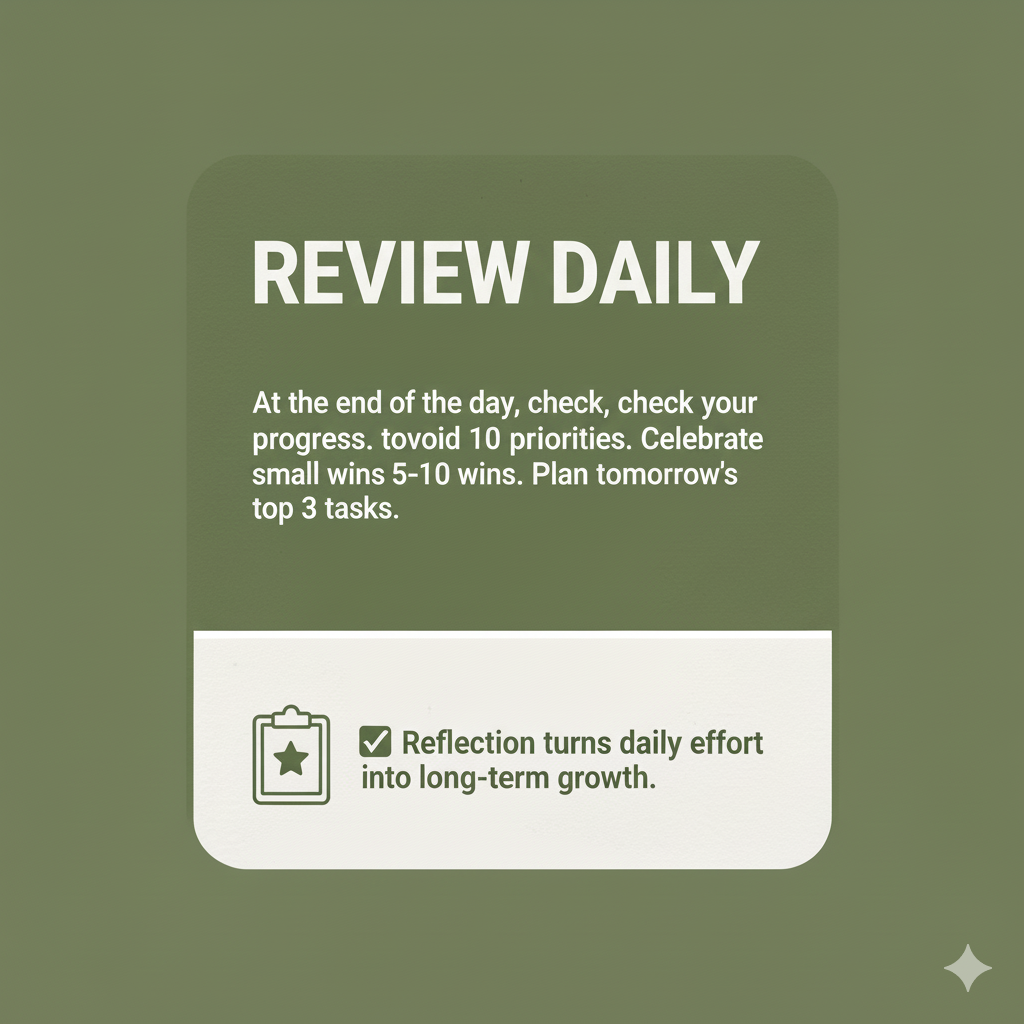 REVIEW DAILY
At the end of the day, check, check your
progress. tovoid 10 priorities. Celebrate
small wins 5-10 wins. Plan tomorrow's
top 3 tasks.
☑ Reflection turns daily effort
into long-term growth.